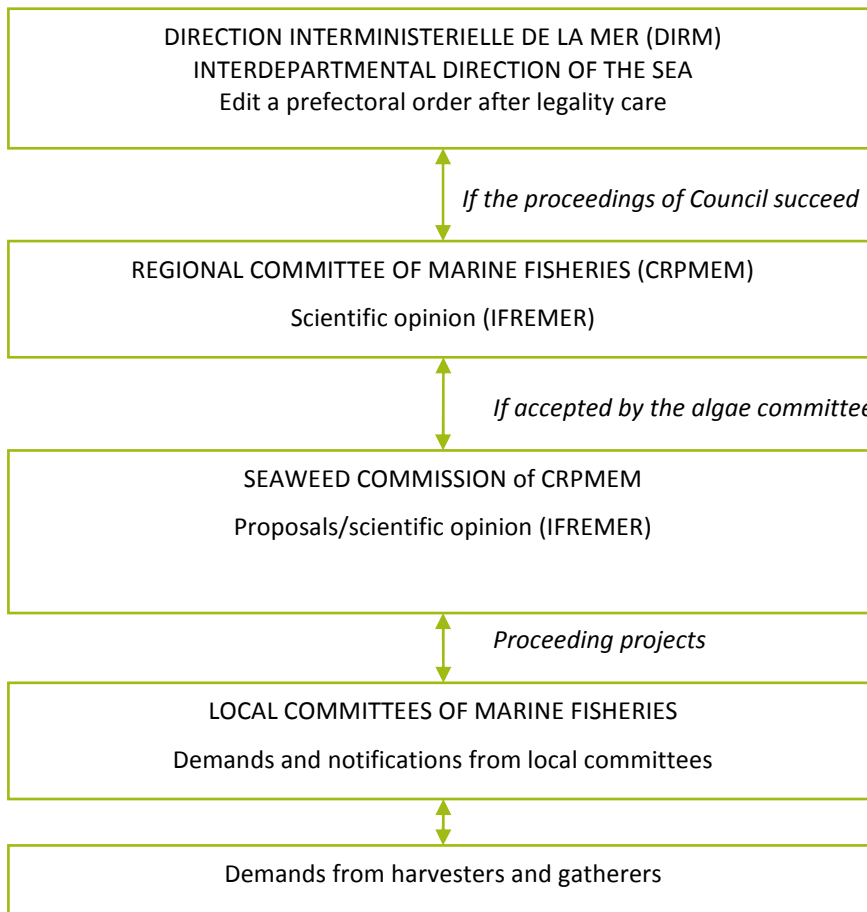 DIRECTION INTERMINISTERIELLE DE LA MER (DIRM)
INTERDEPARTMENTAL DIRECTION OF THE SEA
Edit a prefectoral order after legality care
If the proceedings of Council succeed
REGIONAL COMMITTEE OF MARINE FISHERIES (CRPMEM)
Scientific opinion (IFREMER)
If accepted by the algae committee
SEAWEED COMMISSION of CRPMEM
Proposals/scientific opinion (IFREMER)
Proceeding projects
LOCAL COMMITTEES OF MARINE FISHERIES
Demands and notifications from local committees
Demands from harvesters and gatherers